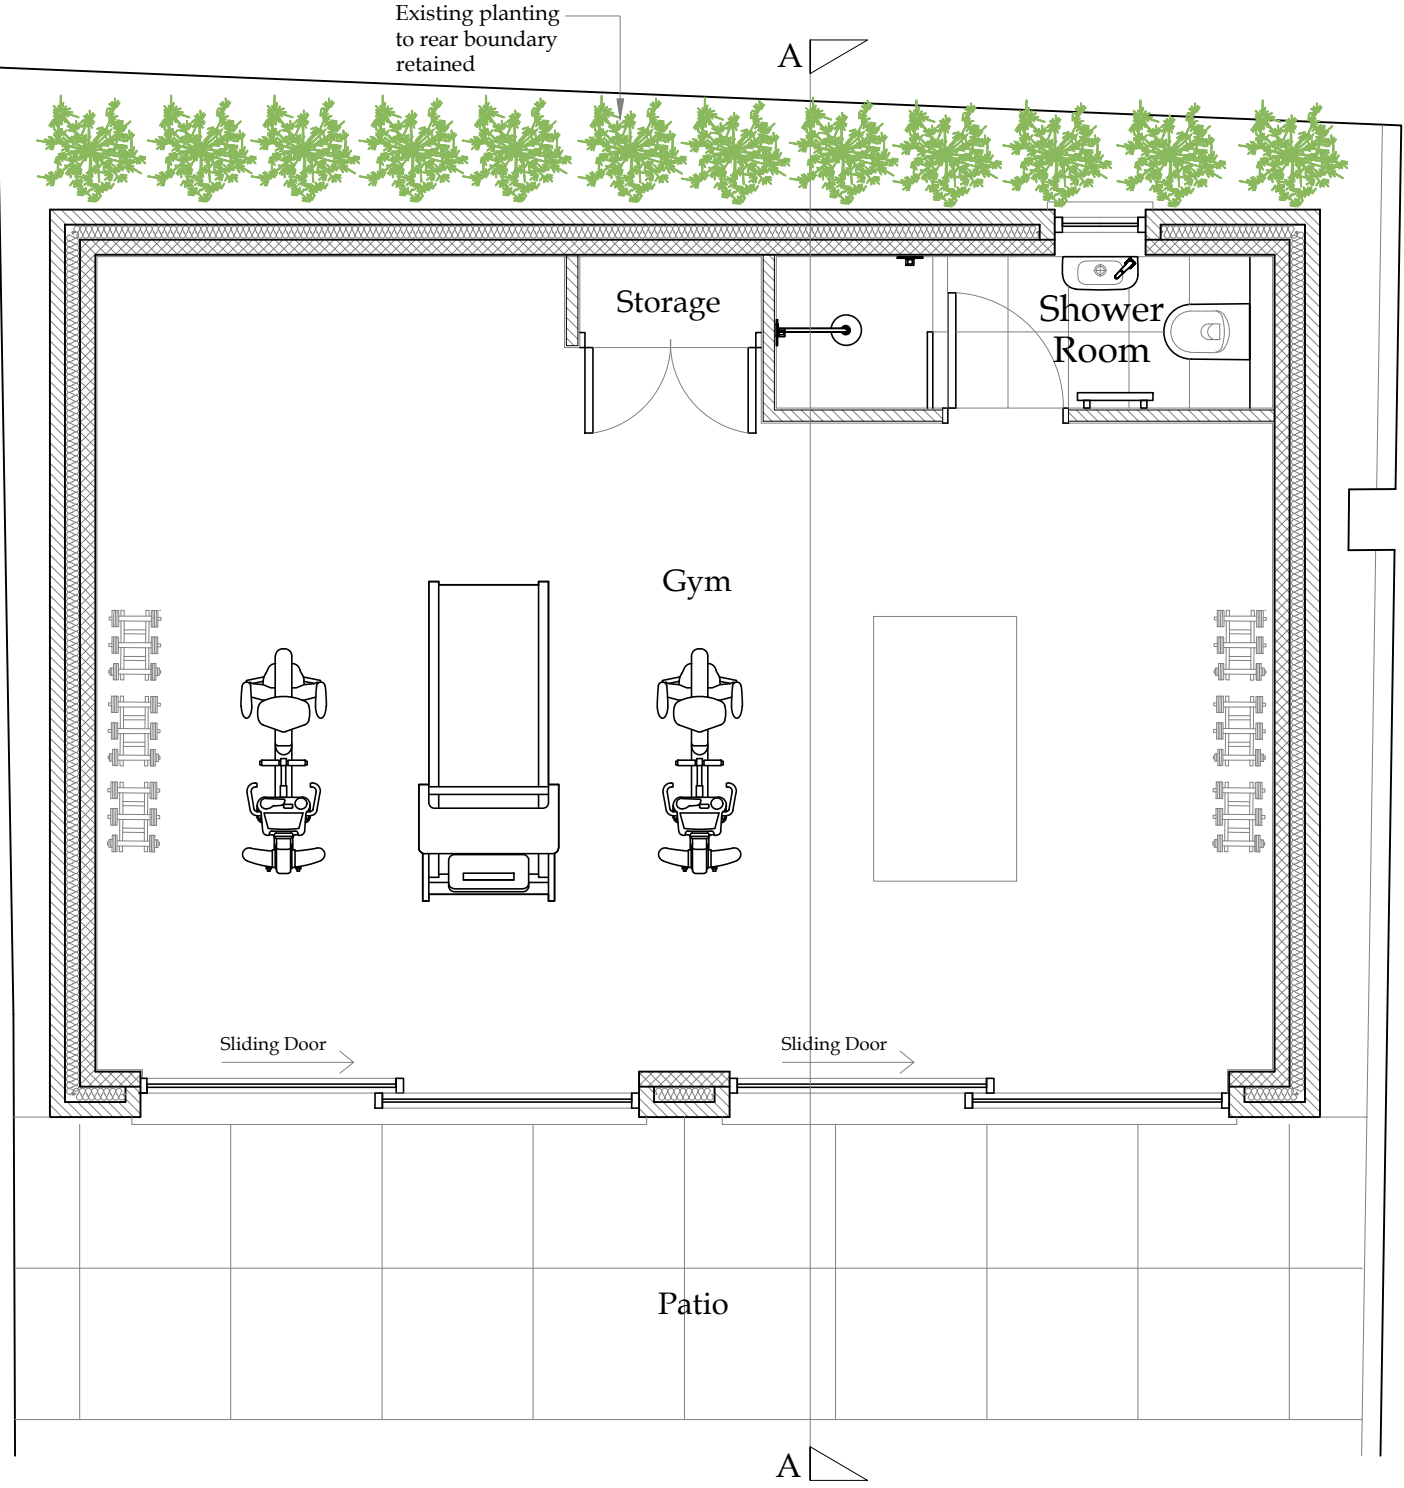 Existing planting
to rear boundary
retained
A
Storage
Shower
Room
Gym
Sliding Door
Sliding Door
Patio
A